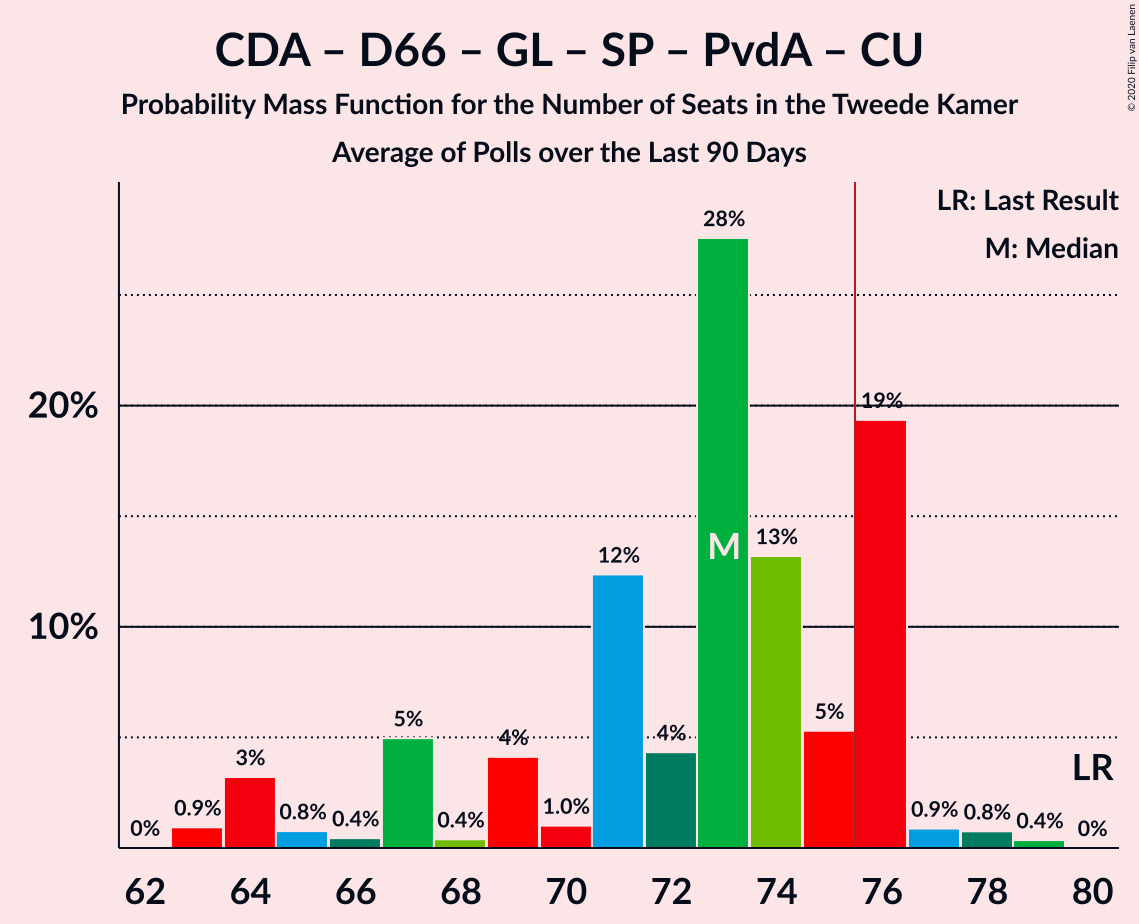 CDA – D66 – GL – SP – PvdA – CU
Probability Mass Function for the Number of Seats in the Tweede Kamer
Average of Polls over the Last 90 Days
© 2020 Filip van Laenen
LR: Last Result
M: Median
20%
10%
0%
0.9%
3%
0.8%
0.4%
5%
0.4%
4%
1.0%
12%
4%
28%
M
13%
5%
19%
0.9%
0.8%
0.4%
0%
LR
62 64 66 68 70 72 74 76 78 80